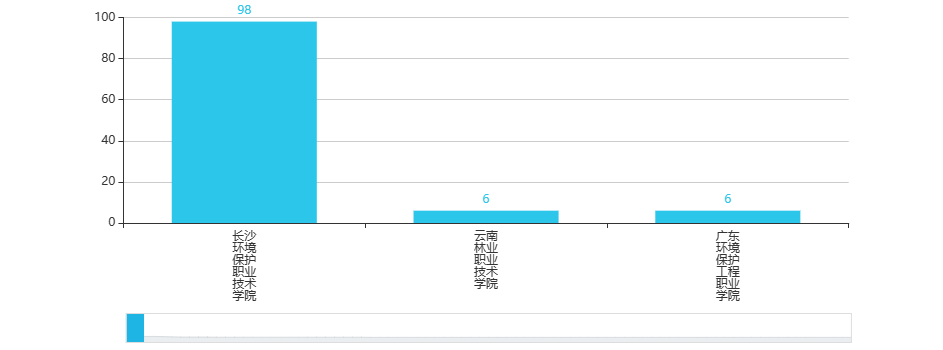 100
80
60
40
20
0
98
6
6
长沙
环境
保护
职业
技术
学院
云南
林业
职业
技术
学院
广东
环境
保护
工程
职业
学院